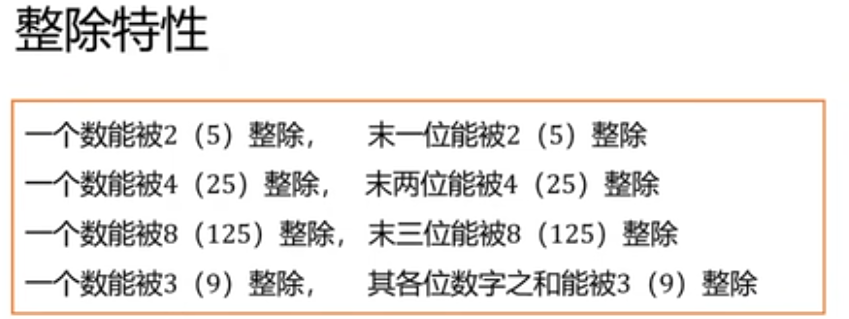 整除特性
一个数能被2（5）整除， 末一位能被2（5）整除
一个数能被4（25）整除， 末两位能被4（25）整除
一个数能被8（125）整除， 末三位能被8（125）整除
一个数能被3（9）整除， 其各位数字之和能被3（9）整除